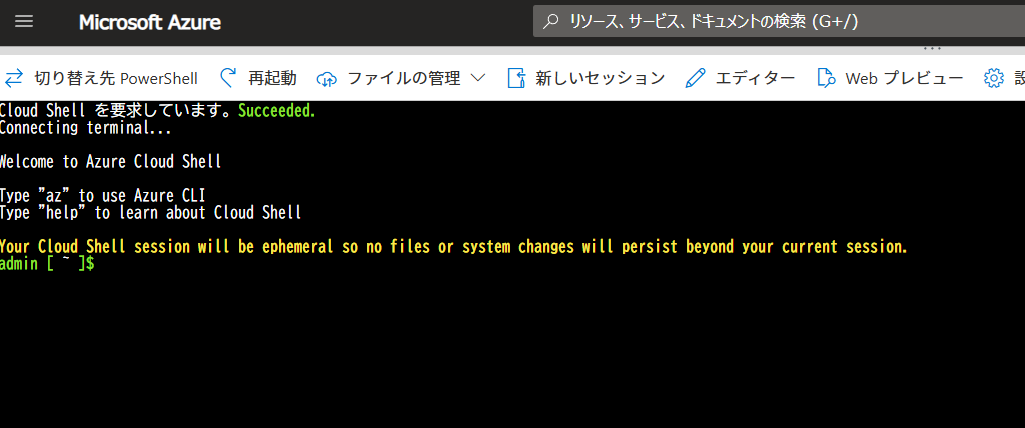 Microsoft Azure
リソース、サービス、ドキュメントの検索 (G+/)
切り替え先 PowerShell 再起動 ファイルの管理 新しいセッション エディター Web プレビュー
Cloud Shell を要求しています。Succeeded.
Connecting terminal...
Welcome to Azure Cloud Shell
Type "az" to use Azure CLI
Type "help" to learn about Cloud Shell
Your Cloud Shell session will be ephemeral so no files or system changes will persist beyond your current session.
admin [ ~ ]$